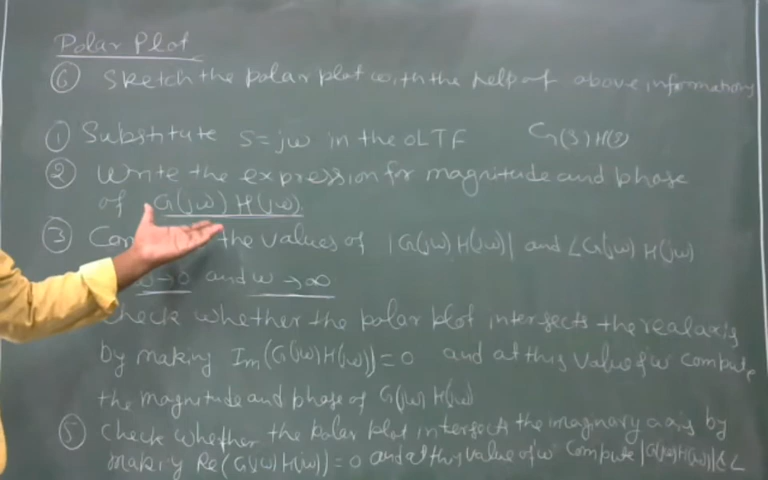 Polar Plot
⑥ Sketch the polar plot with the help of above informations
① Substitute s=jω in the OLTF G(s)H(s)
② Write the expression for magnitude and phase
of G(jω) H(jω).
③ Com the values of |G(jω) H(jω)| and ∠G(jω) H(jω)
ω→0 and ω→∞
Check whether the polar plot intersects the real axis
by making Im(G(jω)H(jω))=0 and at this value of ω compute
the magnitude and phase of G(jω) H(jω)
⑤ Check whether the polar plot intersects the imaginary axis by
making Re(G(jω)H(jω))=0 and at this value of ω compute |G(jω)H(jω)| & ∠